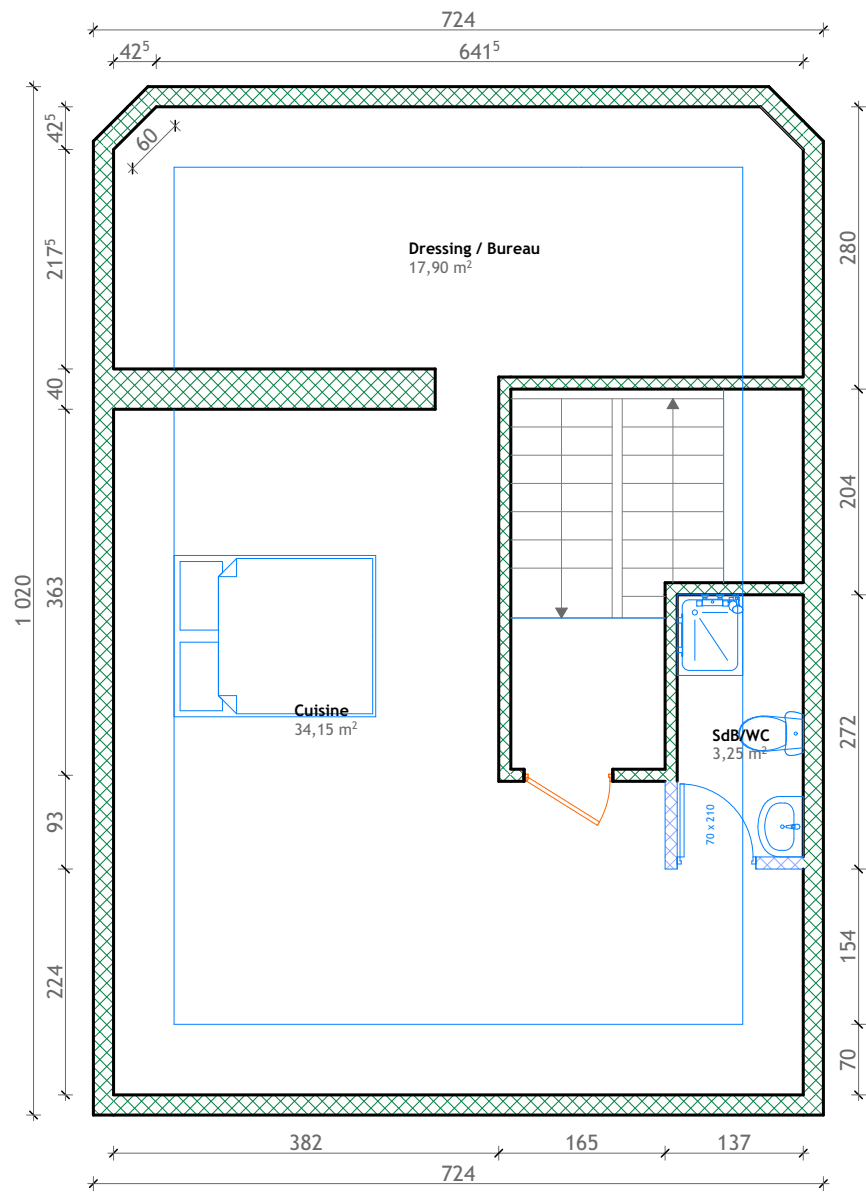 724
42⁵
641⁵
42⁵
60
217⁵
280
Dressing / Bureau
17,90 m²
40
204
1 020
363
Cuisine
34,15 m²
SdB/WC
3,25 m²
272
93
70 x 210
224
154
70
382
165
137
724